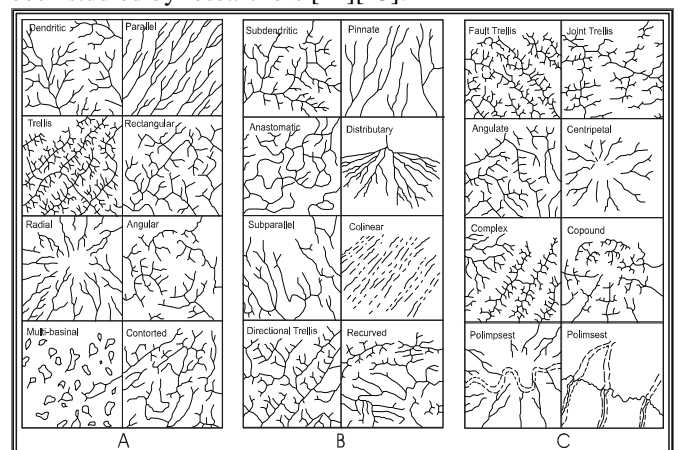 Dendritic Parallel
Trellis Rectangular
Radial Angular
Multi-basinal Contorted
A
Subdendritic Pinnate
Anastomatic Distributary
Subparallel Colinear
Directional Trellis Recurved
B
Fault Trellis Joint Trellis
Angulate Centripetal
Complex Copound
Polimpsest Polimsest
C